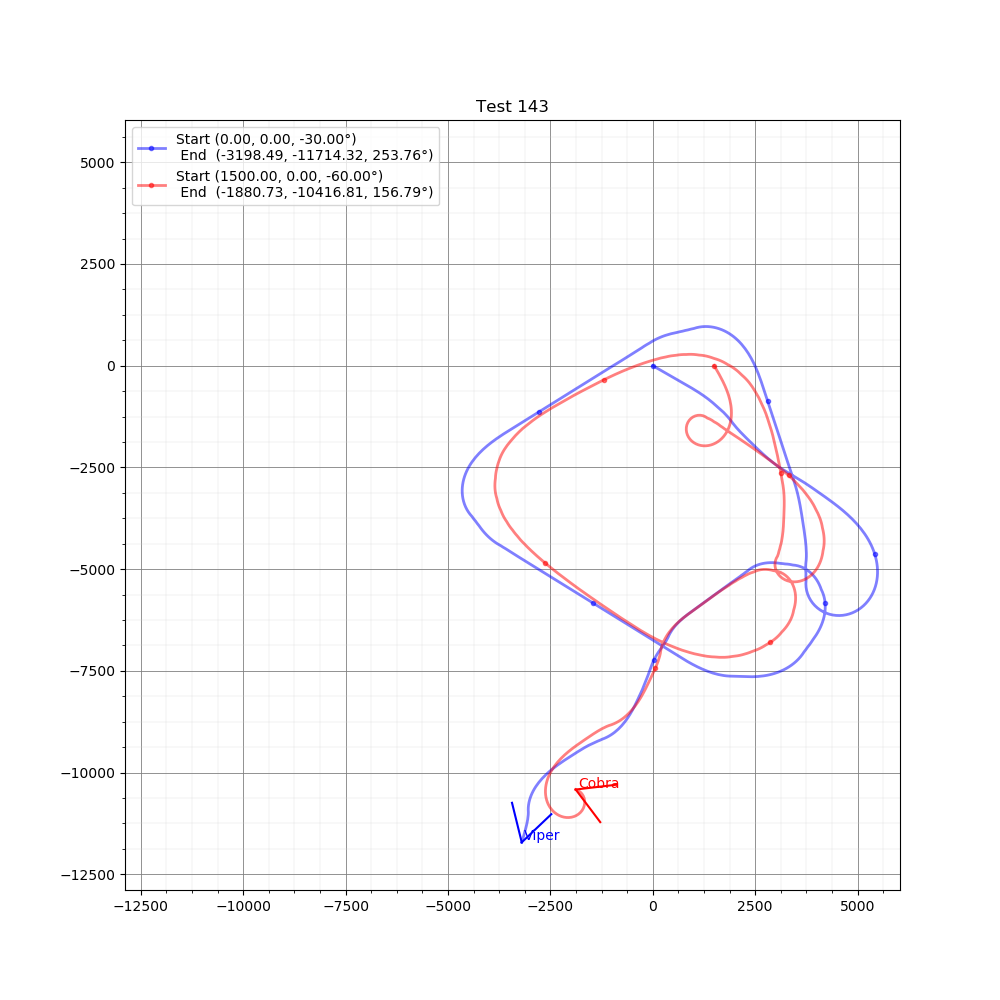 Test 143
Start (0.00, 0.00, -30.00°)
End (-3198.49, -11714.32, 253.76°)
Start (1500.00, 0.00, -60.00°)
End (-1880.73, -10416.81, 156.79°)
5000
2500
0
−2500
−5000
−7500
−10000
−12500
Cobra
Viper
−12500 −10000 −7500 −5000 −2500 0 2500 5000